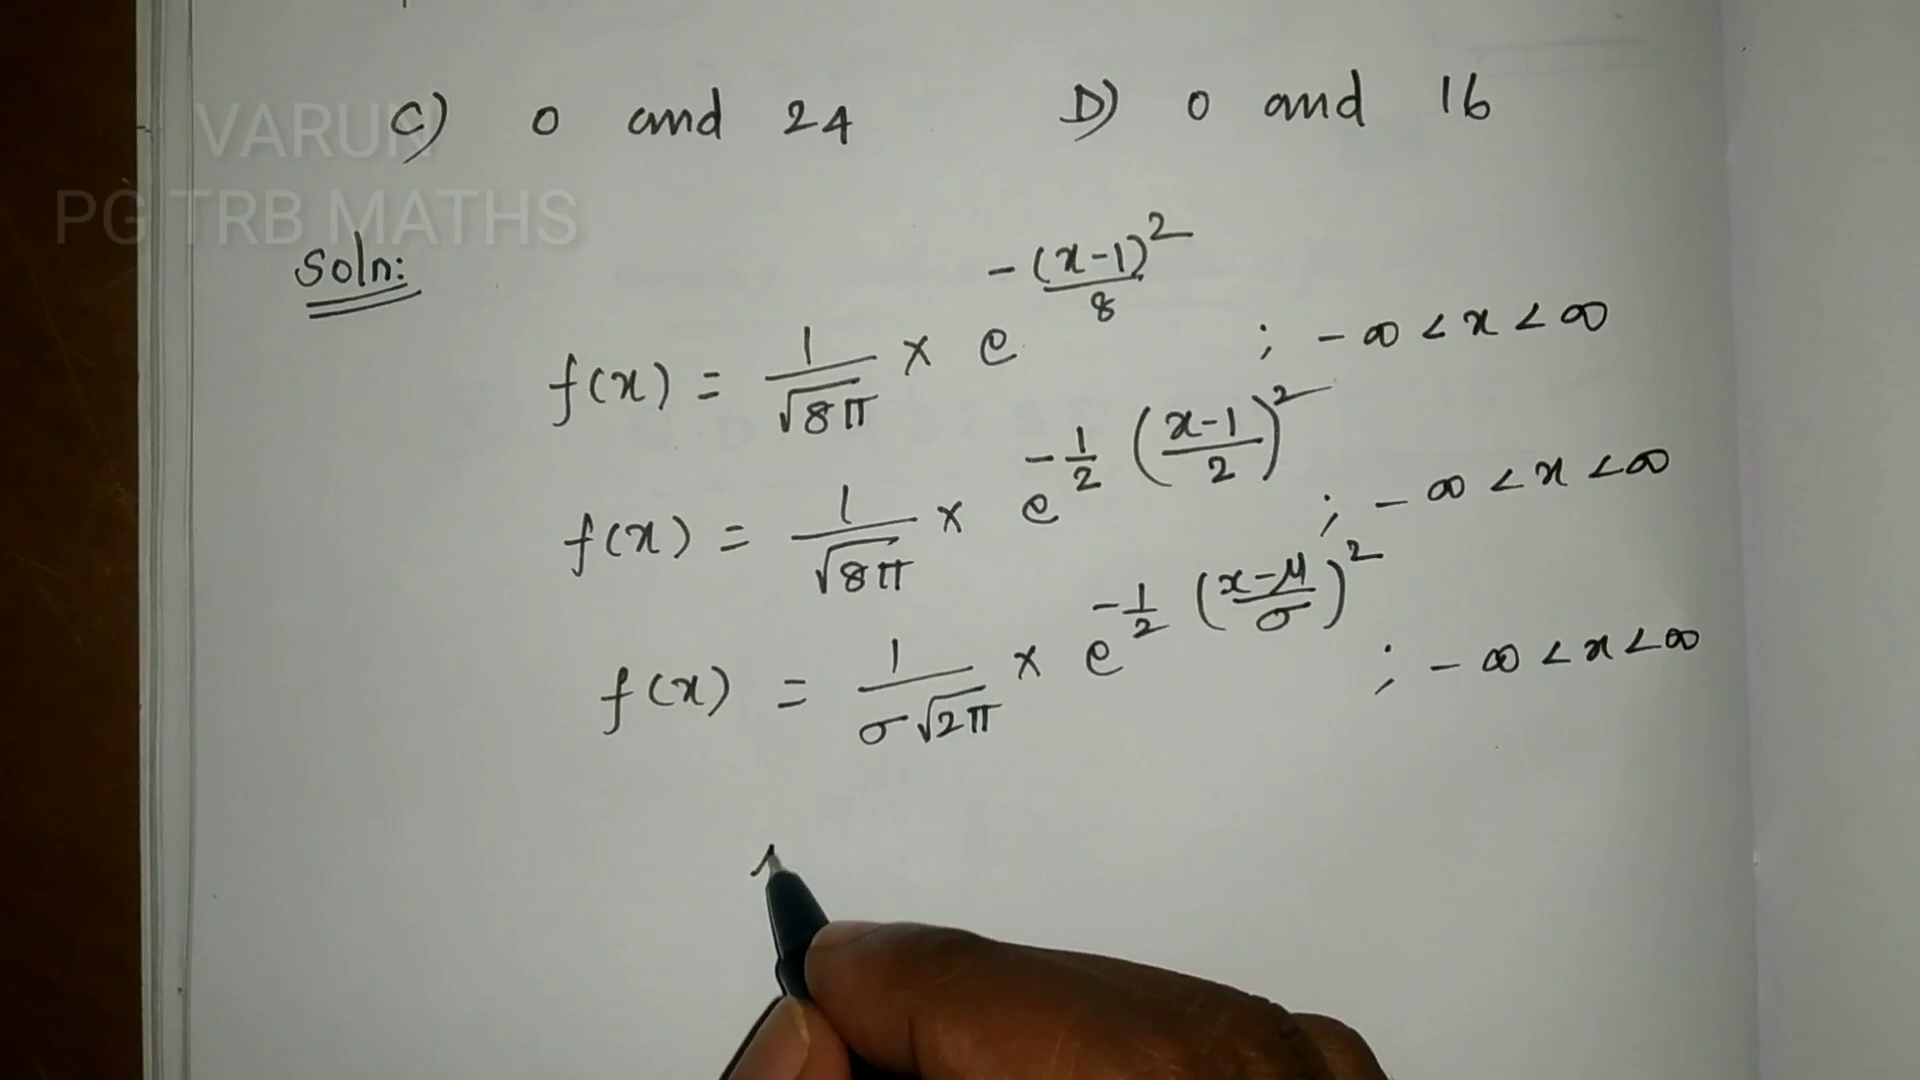 C) 0 and 24 D) 0 and 16
VARUN
PG TRB MATHS
Soln:
f(x) = 1/√8π × e^(-(x-1)²/8) ; -∞ < x < ∞
f(x) = 1/√8π × e^(-1/2 ((x-1)/2)²) ; -∞ < x < ∞
f(x) = 1/σ√2π × e^(-1/2 ((x-μ)/σ)²) ; -∞ < x < ∞